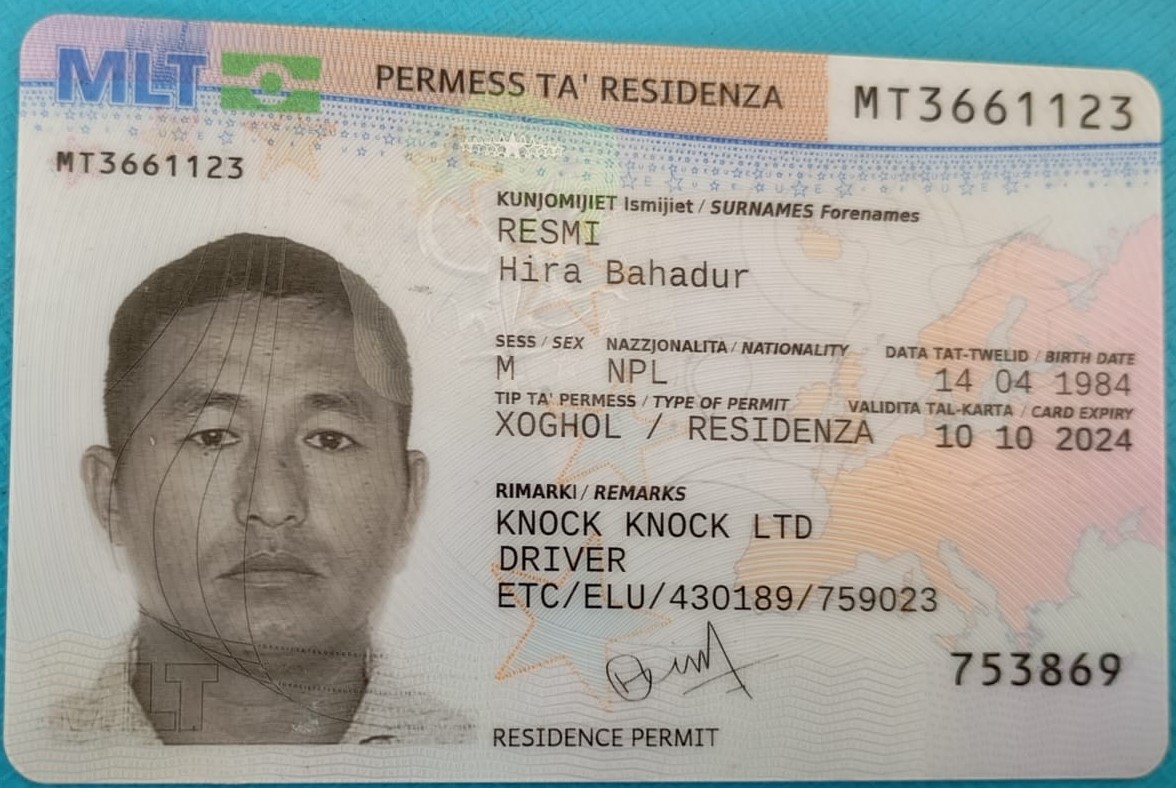 MLT
PERMESS TA' RESIDENZA
MT3661123
MT3661123
KUNJOMIJIET Ismijiet / SURNAMES Forenames
RESMI
Hira Bahadur
SESS / SEX NAZZJONALITA / NATIONALITY DATA TAT-TWELID / BIRTH DATE
M NPL 14 04 1984
TIP TA' PERMESS / TYPE OF PERMIT VALIDITA TAL-KARTA / CARD EXPIRY
XOGHOL / RESIDENZA 10 10 2024
RIMARKI / REMARKS
KNOCK KNOCK LTD
DRIVER
ETC/ELU/430189/759023
753869
RESIDENCE PERMIT